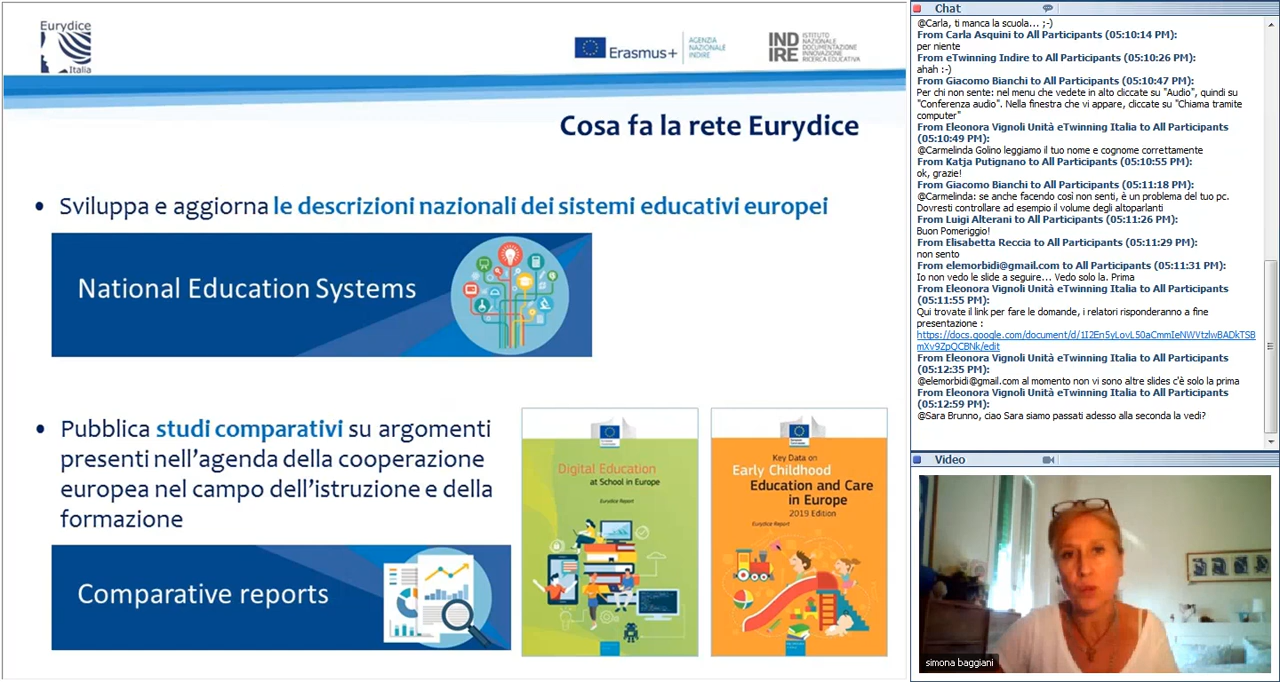 Eurydice
Italia
Erasmus+
AGENZIA
NAZIONALE
INDIRE
IND
IRE
ISTITUTO
NAZIONALE
DOCUMENTAZIONE
INNOVAZIONE
RICERCA EDUCATIVA
Cosa fa la rete Eurydice
• Sviluppa e aggiorna le descrizioni nazionali dei sistemi educativi europei
National Education Systems
• Pubblica studi comparativi su argomenti
presenti nell'agenda della cooperazione
europea nel campo dell'istruzione e della
formazione
Comparative reports
Digital Education
at School in Europe
Eurydice Report
Key Data on
Early Childhood
Education and Care
in Europe
2019 Edition
Eurydice Report
Chat
@Carla, ti manca la scuola... ;-)
From Carla Asquini to All Participants (05:10:14 PM):
per niente
From eTwinning Indire to All Participants (05:10:26 PM):
ahah :-)
From Giacomo Bianchi to All Participants (05:10:47 PM):
Per chi non sente: nel menu che vedete in alto cliccate su "Audio", quindi su
"Conferenza audio". Nella finestra che vi appare, cliccate su "Chiama tramite
computer"
From Eleonora Vignoli Unità eTwinning Italia to All Participants
(05:10:49 PM):
@Carmelinda Golino leggiamo il tuo nome e cognome correttamente
From Katja Putignano to All Participants (05:10:55 PM):
ok, grazie!
From Giacomo Bianchi to All Participants (05:11:18 PM):
@Carmelinda: se anche facendo così non senti, è un problema del tuo pc.
Dovresti controllare ad esempio il volume degli altoparlanti
From Luigi Alterani to All Participants (05:11:26 PM):
Buon Pomeriggio!
From Elisabetta Reccia to All Participants (05:11:29 PM):
non sento
From elemorbidi@gmail.com to All Participants (05:11:31 PM):
Io non vedo le slide a seguire... Vedo solo la. Prima
From Eleonora Vignoli Unità eTwinning Italia to All Participants
(05:11:55 PM):
Qui trovate il link per fare le domande, i relatori risponderanno a fine
presentazione :
From Eleonora Vignoli Unità eTwinning Italia to All Participants
(05:12:35 PM):
@elemorbidi@gmail.com al momento non vi sono altre slides c'è solo la prima
From Eleonora Vignoli Unità eTwinning Italia to All Participants
(05:12:59 PM):
@Sara Brunno, ciao Sara siamo passati adesso alla seconda la vedi?
Video
simona baggiani